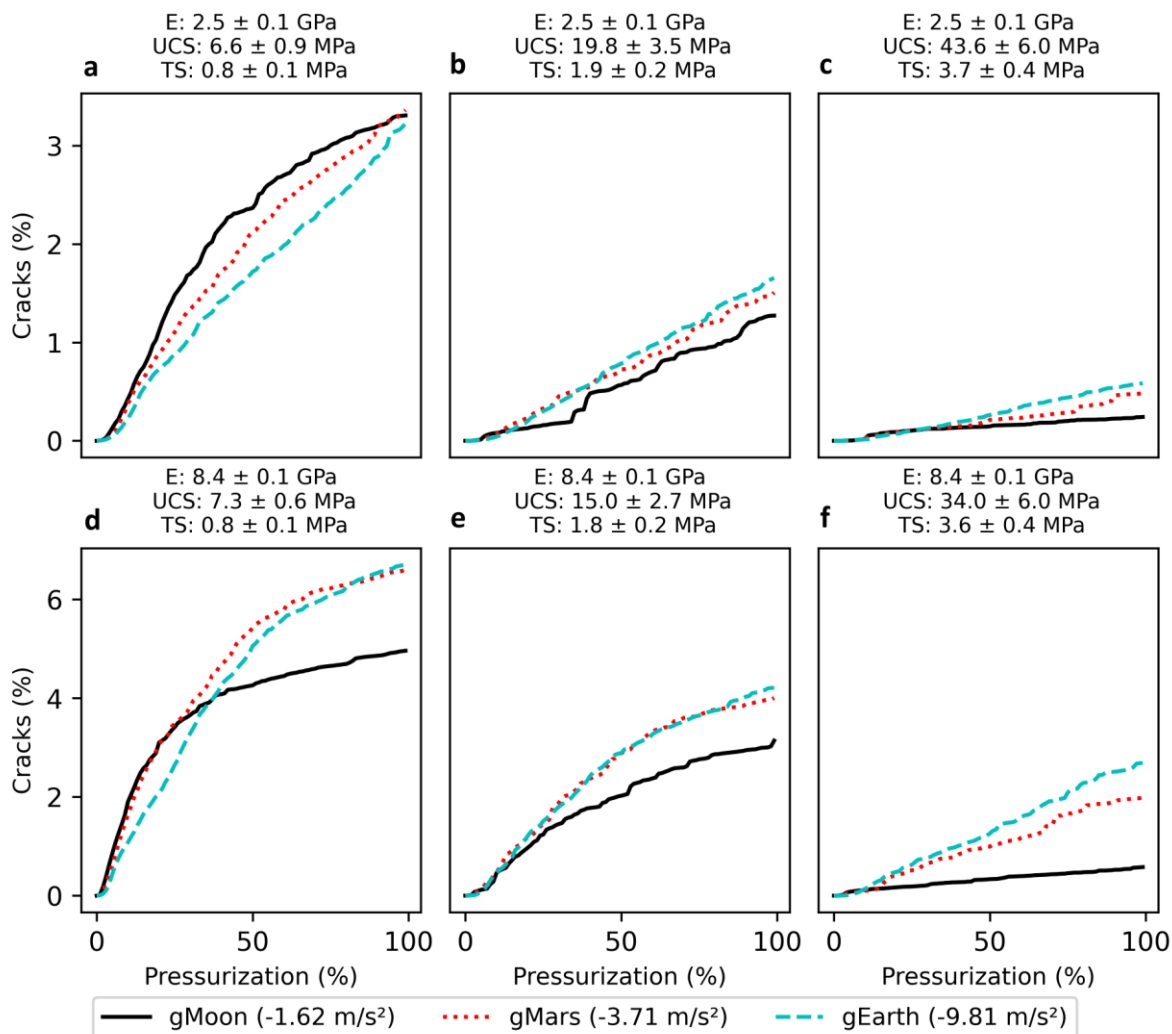 E: 2.5 ± 0.1 GPa
UCS: 6.6 ± 0.9 MPa
a TS: 0.8 ± 0.1 MPa
E: 2.5 ± 0.1 GPa
UCS: 19.8 ± 3.5 MPa
b TS: 1.9 ± 0.2 MPa
E: 2.5 ± 0.1 GPa
UCS: 43.6 ± 6.0 MPa
c TS: 3.7 ± 0.4 MPa
3
2
1
0
Cracks (%)
E: 8.4 ± 0.1 GPa
UCS: 7.3 ± 0.6 MPa
d TS: 0.8 ± 0.1 MPa
E: 8.4 ± 0.1 GPa
UCS: 15.0 ± 2.7 MPa
e TS: 1.8 ± 0.2 MPa
E: 8.4 ± 0.1 GPa
UCS: 34.0 ± 6.0 MPa
f TS: 3.6 ± 0.4 MPa
6
4
2
0
Cracks (%)
0 50 100
0 50 100
0 50 100
Pressurization (%)
Pressurization (%)
Pressurization (%)
gMoon (-1.62 m/s²) gMars (-3.71 m/s²) gEarth (-9.81 m/s²)